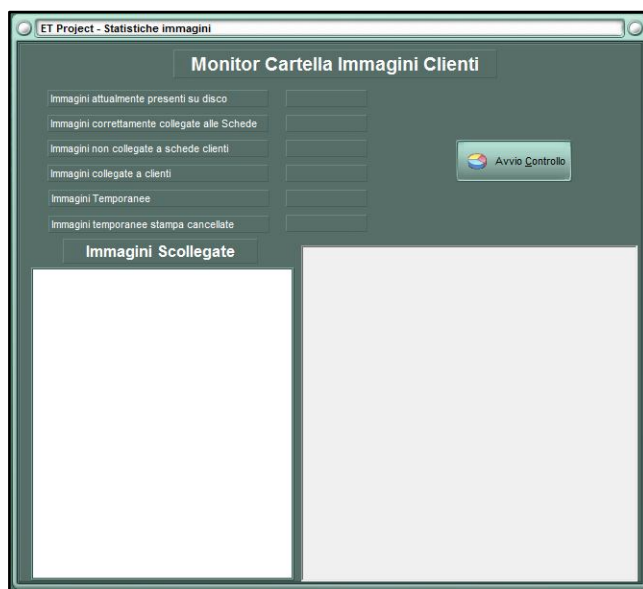 ET Project - Statistiche immagini
Monitor Cartella Immagini Clienti
Immagini attualmente presenti su disco
Immagini correttamente collegate alle Schede
Immagini non collegate a schede clienti
Avvio Controllo
Immagini collegate a clienti
Immagini Temporanee
Immagini temporanee stampa cancellate
Immagini Scollegate